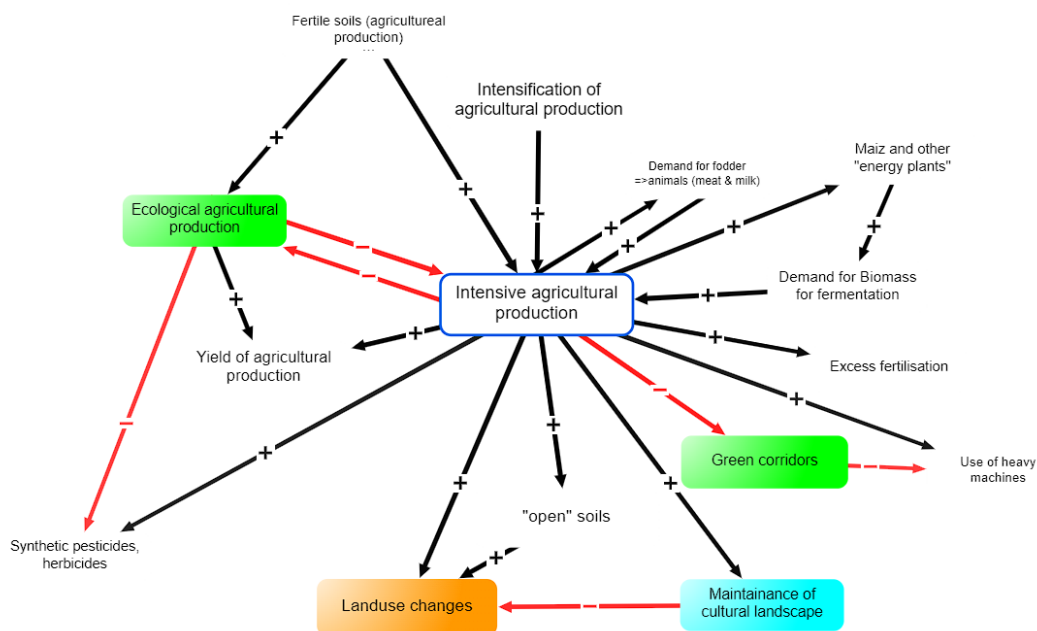 Fertile soils (agricultureal
production)
...
Intensification of
agricultural production
Maiz and other
"energy plants"
Demand for fodder
=>animals (meat & milk)
+
+
Ecological agricultural
production
+
+
+
+
+
−
−
Demand for Biomass
for fermentation
Intensive agricultural
production
+
+
+
+
Yield of agricultural
production
Excess fertilisation
−
+
−
+
+
Green corridors
−
Use of heavy
machines
+
+
+
"open" soils
Synthetic pesticides,
herbicides
+
Landuse changes
−
Maintainance of
cultural landscape